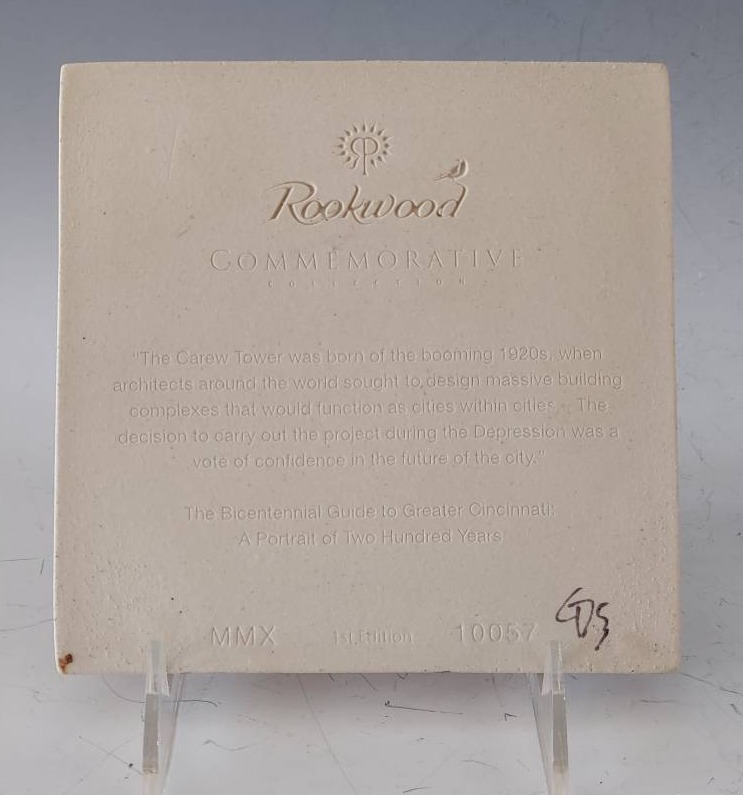 Rookwood
COMMEMORATIVE
COLLECTION
"The Carew Tower was born of the booming 1920s, when
architects around the world sought to design massive building
complexes that would function as cities within cities... The
decision to carry out the project during the Depression was a
vote of confidence in the future of the city."
The Bicentennial Guide to Greater Cincinnati:
A Portrait of Two Hundred Years
MMX 1st Edition 10057